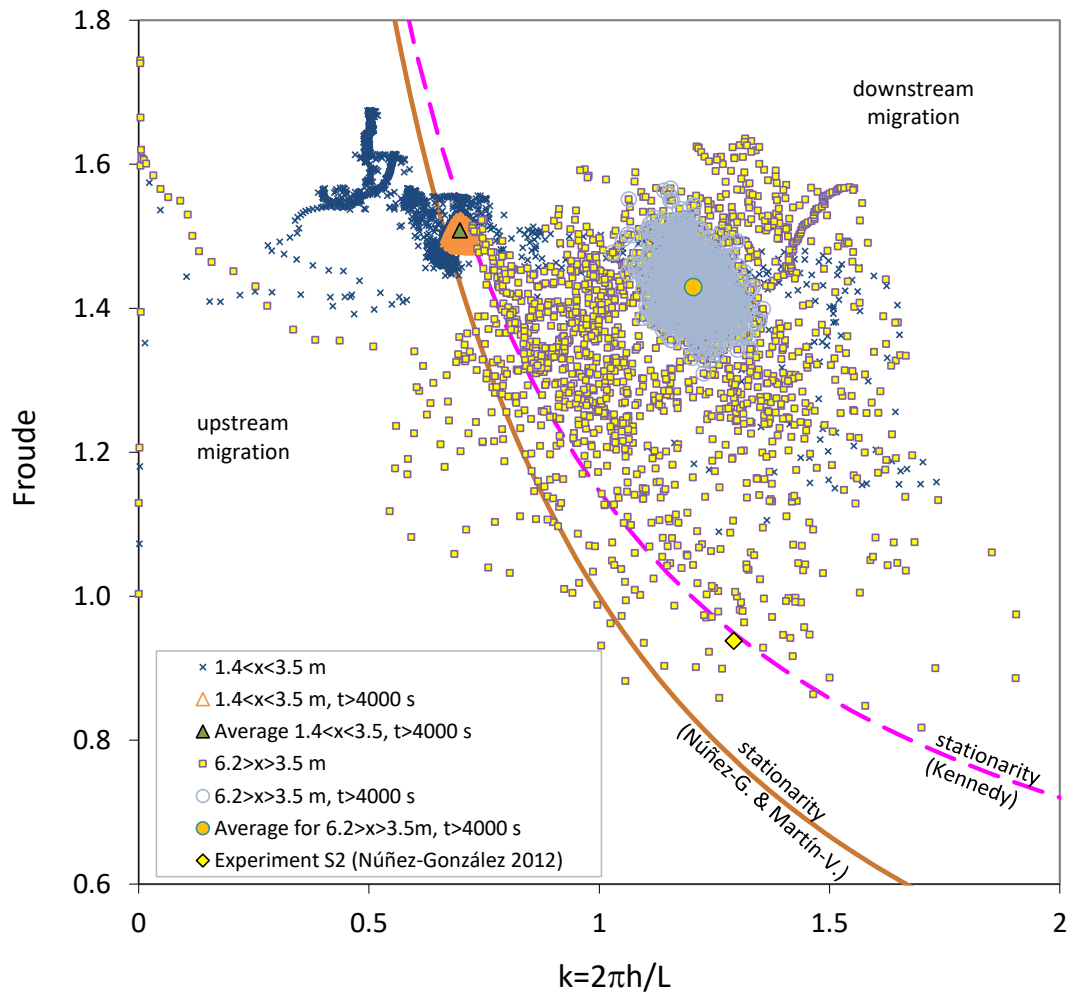 1.8
1.6
1.4
1.2
1.0
0.8
0.6
Froude
downstream
migration
upstream
migration
1.4<x<3.5 m
1.4<x<3.5 m, t>4000 s
Average 1.4<x<3.5, t>4000 s
6.2>x>3.5 m
6.2>x>3.5 m, t>4000 s
Average for 6.2>x>3.5m, t>4000 s
Experiment S2 (Núñez-González 2012)
stationarity
(Núñez-G. & Martín-V.)
stationarity
(Kennedy)
0
0.5
1
1.5
2
k=2πh/L